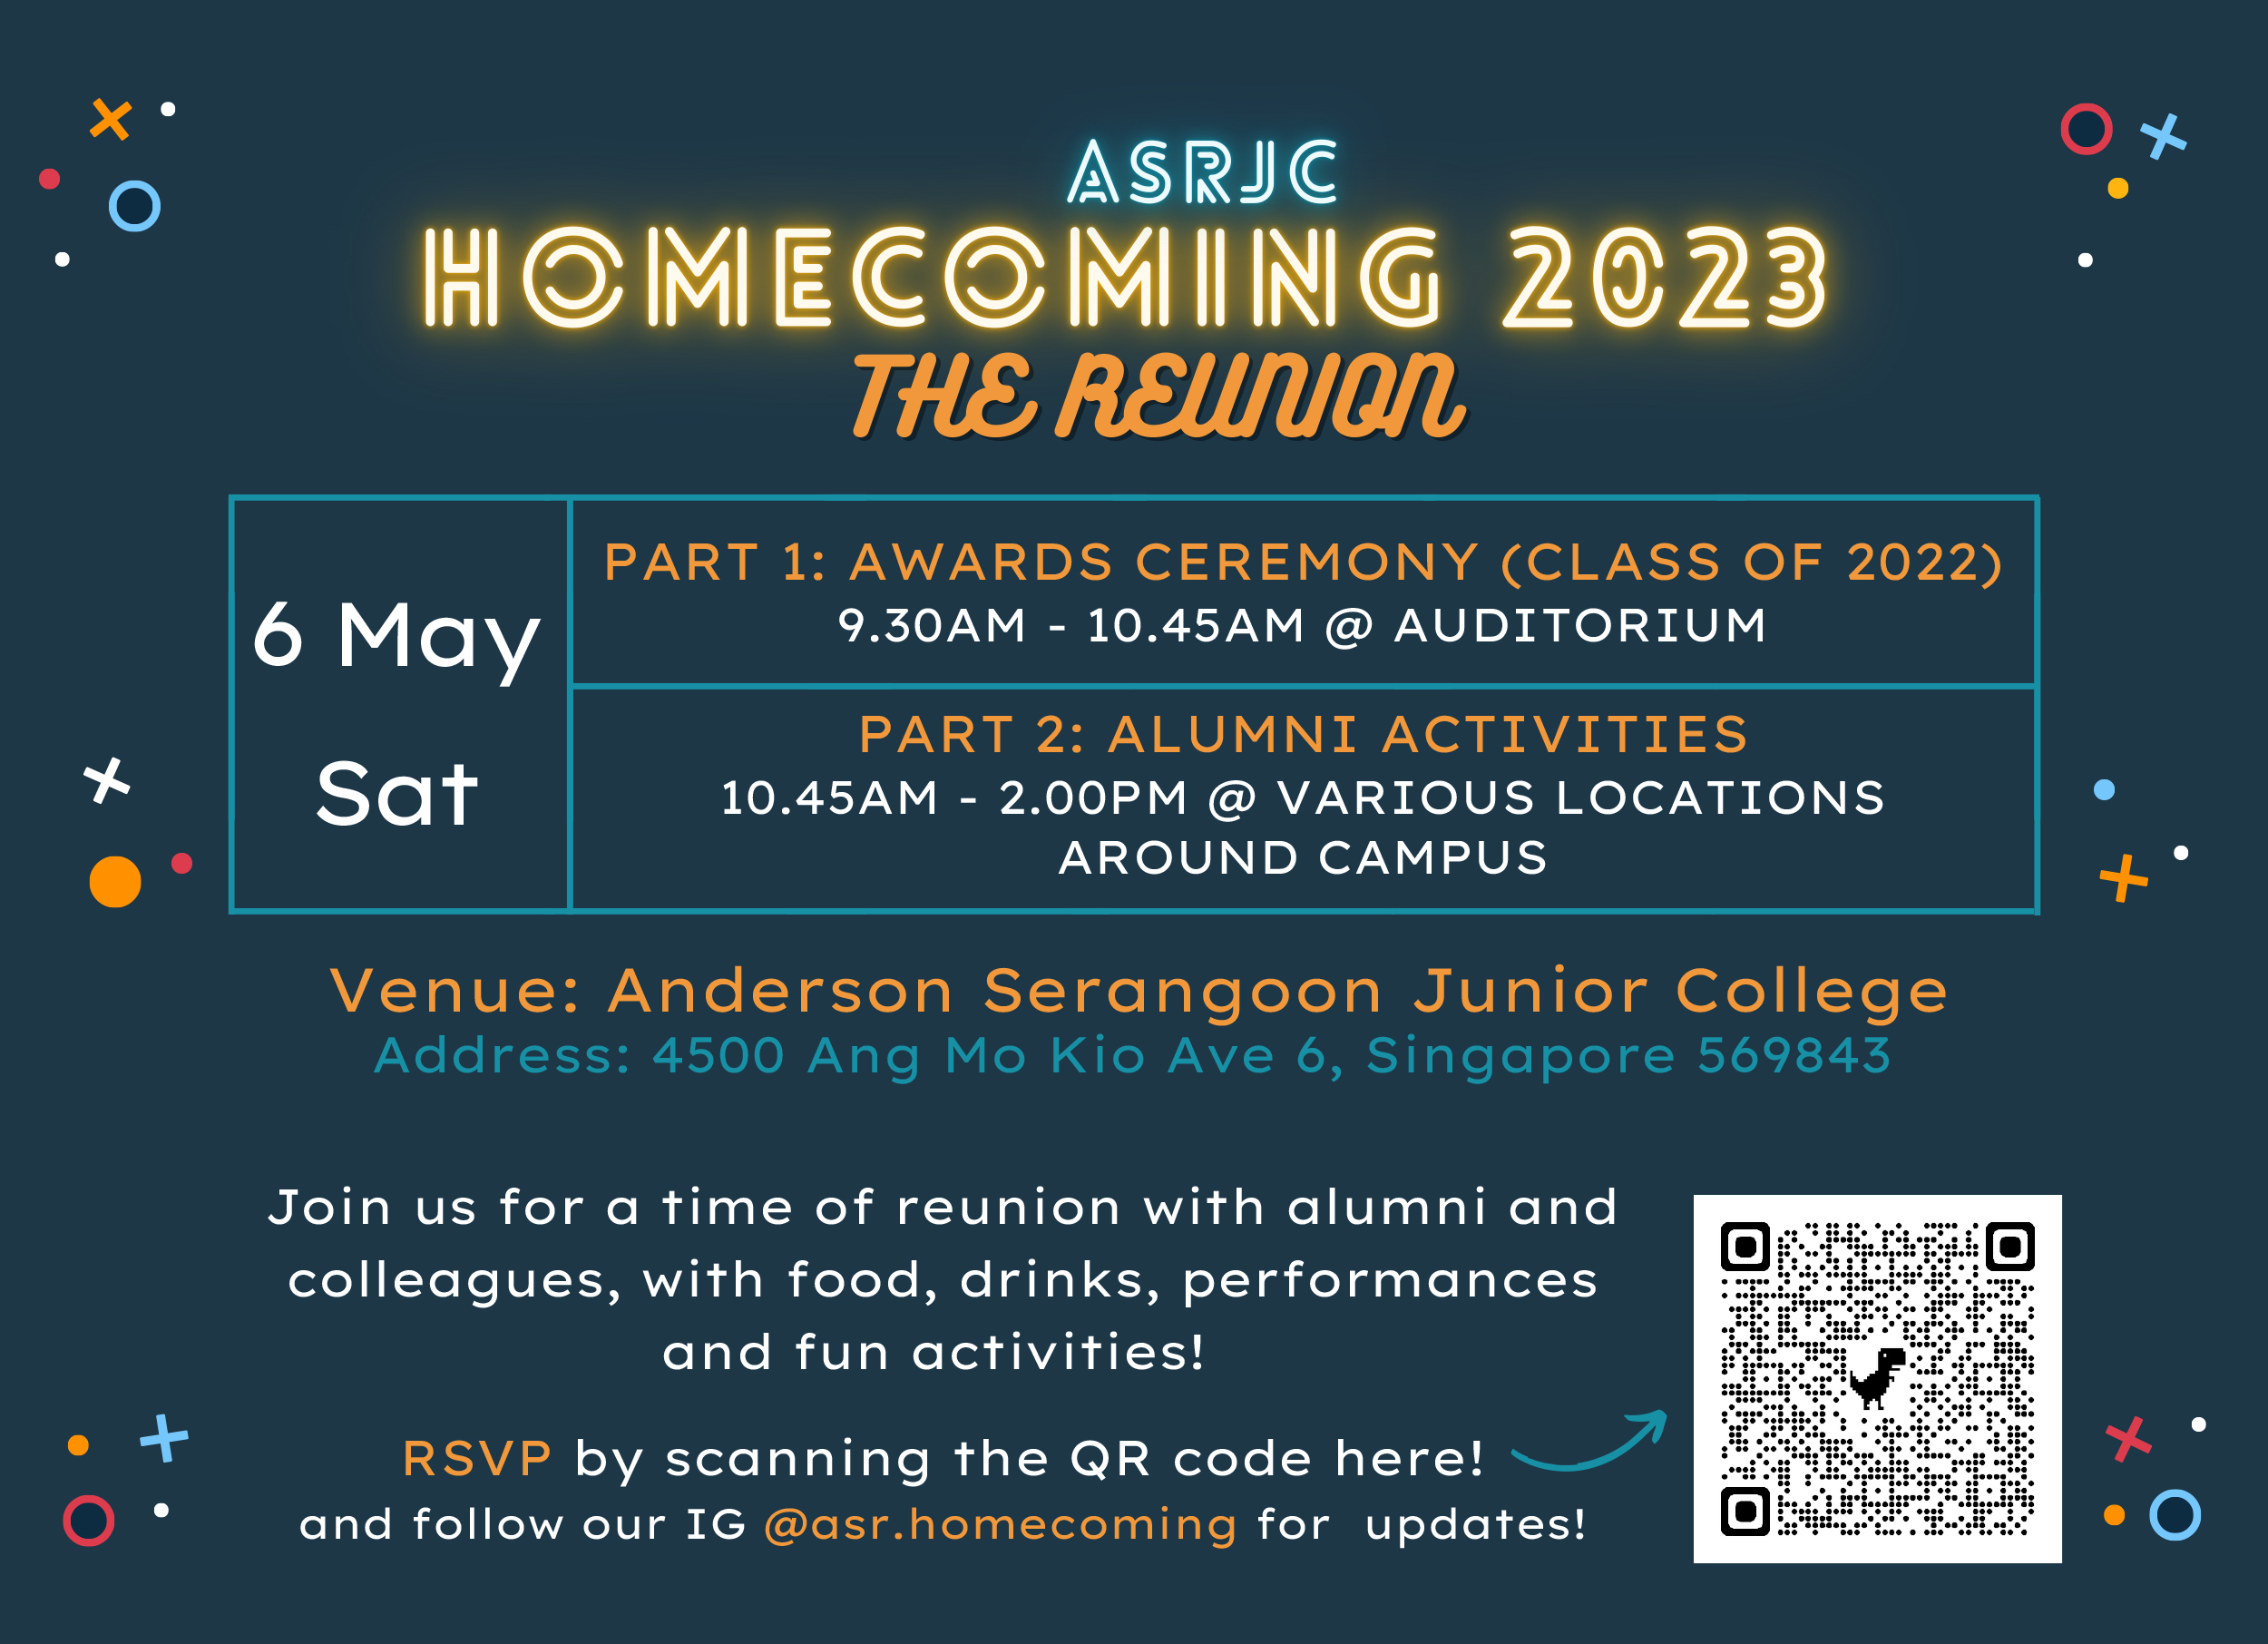 ASRJC
HOMECOMING 2023
THE REUNION
6 May
Sat
PART 1: AWARDS CEREMONY (CLASS OF 2022)
9.30AM - 10.45AM @ AUDITORIUM
PART 2: ALUMNI ACTIVITIES
10.45AM - 2.00PM @ VARIOUS LOCATIONS
AROUND CAMPUS
Venue: Anderson Serangoon Junior College
Address: 4500 Ang Mo Kio Ave 6, Singapore 569843
Join us for a time of reunion with alumni and
colleagues, with food, drinks, performances
and fun activities!
RSVP by scanning the QR code here!
and follow our IG @asr.homecoming for updates!